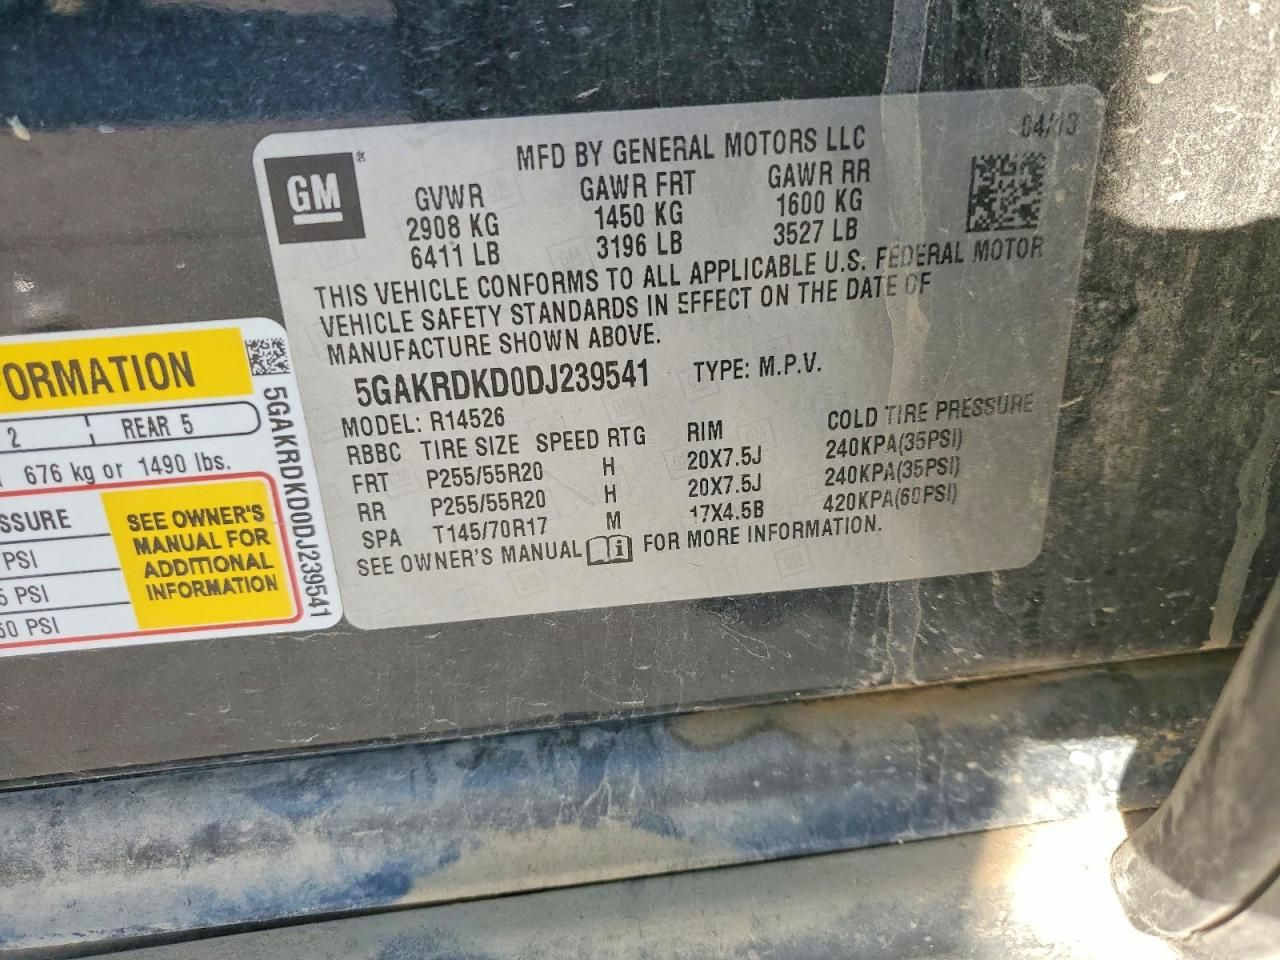 GM
MFD BY GENERAL MOTORS LLC
04/13
GVWR GAWR FRT GAWR RR
2908 KG 1450 KG 1600 KG
6411 LB 3196 LB 3527 LB
THIS VEHICLE CONFORMS TO ALL APPLICABLE U.S. FEDERAL MOTOR
VEHICLE SAFETY STANDARDS IN EFFECT ON THE DATE OF
MANUFACTURE SHOWN ABOVE.
5GAKRDKD0DJ239541 TYPE: M.P.V.
MODEL: R14526
RBBC TIRE SIZE SPEED RTG RIM COLD TIRE PRESSURE
FRT P255/55R20 H 20X7.5J 240KPA(35PSI)
RR P255/55R20 H 20X7.5J 240KPA(35PSI)
SPA T145/70R17 M 17X4.5B 420KPA(60PSI)
SEE OWNER'S MANUAL i FOR MORE INFORMATION.
ORMATION
2 REAR 5
676 kg or 1490 lbs.
SSURE
PSI
5 PSI
60 PSI
SEE OWNER'S
MANUAL FOR
ADDITIONAL
INFORMATION
5GAKRDKD0DJ239541